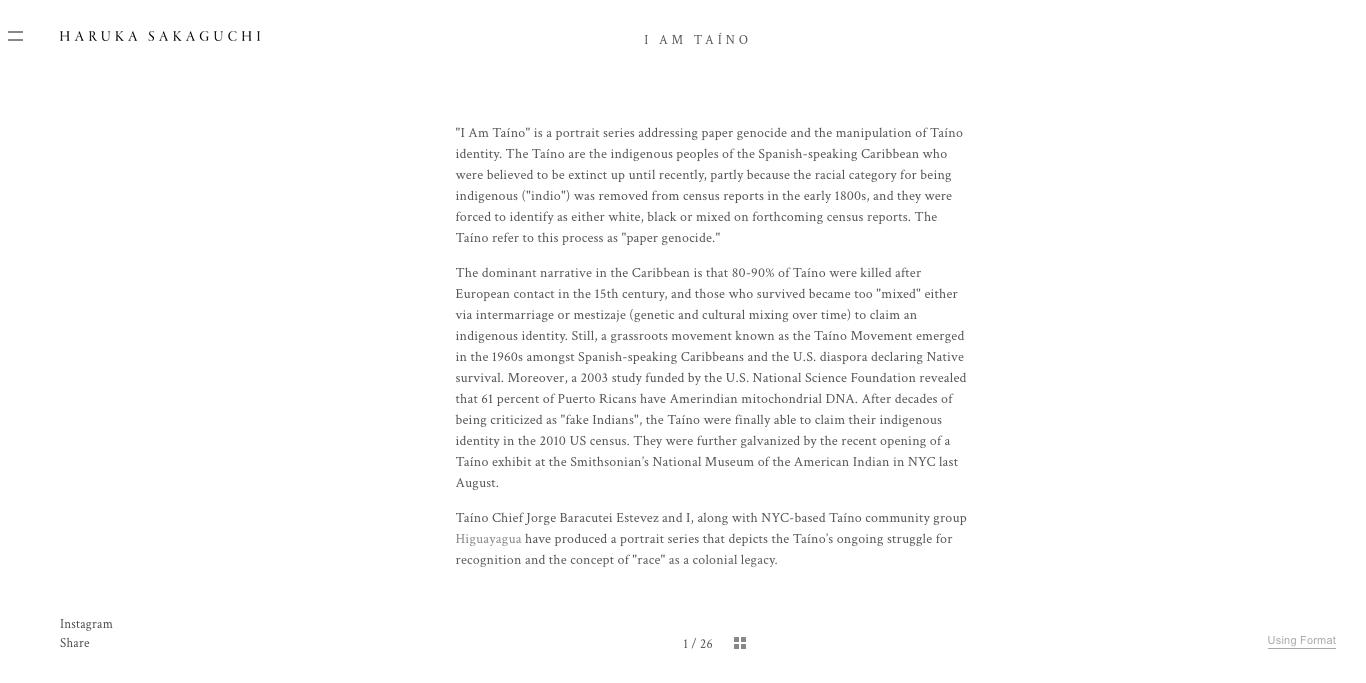 HARUKA SAKAGUCHI
I AM TAÍNO
"I Am Taíno" is a portrait series addressing paper genocide and the manipulation of Taíno
identity. The Taíno are the indigenous peoples of the Spanish-speaking Caribbean who
were believed to be extinct up until recently, partly because the racial category for being
indigenous ("indio") was removed from census reports in the early 1800s, and they were
forced to identify as either white, black or mixed on forthcoming census reports. The
Taíno refer to this process as "paper genocide."
The dominant narrative in the Caribbean is that 80-90% of Taíno were killed after
European contact in the 15th century, and those who survived became too "mixed" either
via intermarriage or mestizaje (genetic and cultural mixing over time) to claim an
indigenous identity. Still, a grassroots movement known as the Taíno Movement emerged
in the 1960s amongst Spanish-speaking Caribbeans and the U.S. diaspora declaring Native
survival. Moreover, a 2003 study funded by the U.S. National Science Foundation revealed
that 61 percent of Puerto Ricans have Amerindian mitochondrial DNA. After decades of
being criticized as "fake Indians", the Taíno were finally able to claim their indigenous
identity in the 2010 US census. They were further galvanized by the recent opening of a
Taíno exhibit at the Smithsonian's National Museum of the American Indian in NYC last
August.
Taíno Chief Jorge Baracutei Estevez and I, along with NYC-based Taíno community group
Higuayagua have produced a portrait series that depicts the Taíno's ongoing struggle for
recognition and the concept of "race" as a colonial legacy.
Instagram
Share
1 / 26
Using Format